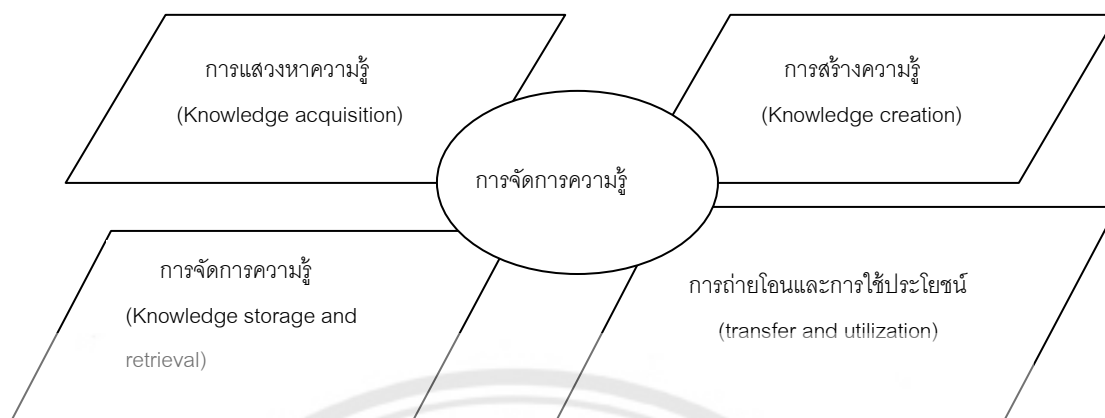 การแสวงหาความรู้
(Knowledge acquisition)
การสร้างความรู้
(Knowledge creation)
การจัดการความรู้
การจัดการความรู้
(Knowledge storage and
retrieval)
การถ่ายโอนและการใช้ประโยชน์
(transfer and utilization)